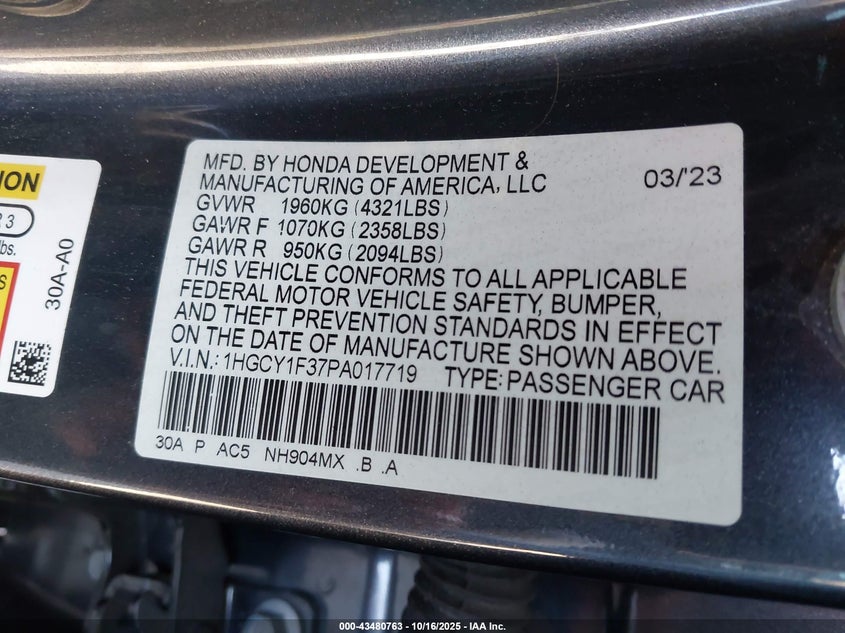 MFD. BY HONDA DEVELOPMENT &
MANUFACTURING OF AMERICA, LLC 03/'23
GVWR 1960KG (4321LBS)
GAWR F 1070KG (2358LBS)
GAWR R 950KG (2094LBS)
THIS VEHICLE CONFORMS TO ALL APPLICABLE
FEDERAL MOTOR VEHICLE SAFETY, BUMPER,
AND THEFT PREVENTION STANDARDS IN EFFECT
ON THE DATE OF MANUFACTURE SHOWN ABOVE.
V.I.N.: 1HGCY1F37PA017719 TYPE: PASSENGER CAR
30A P AC5 NH904MX .B .A
R 3
lbs.
30A-A0
000-43480763 - 10/16/2025 - IAA Inc.